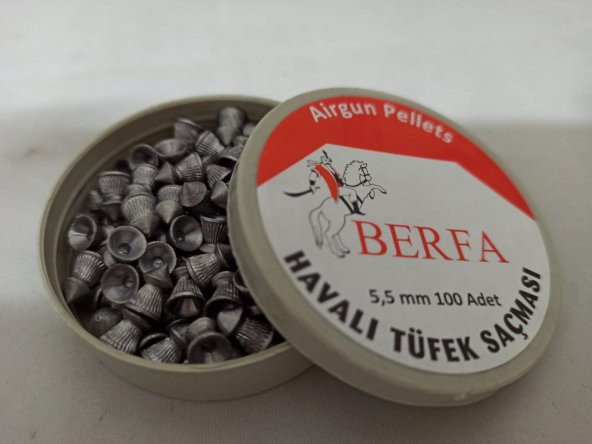 Airgun Pellets
BERFA
5,5 mm 100 Adet
HAVALI TÜFEK SAÇMASI